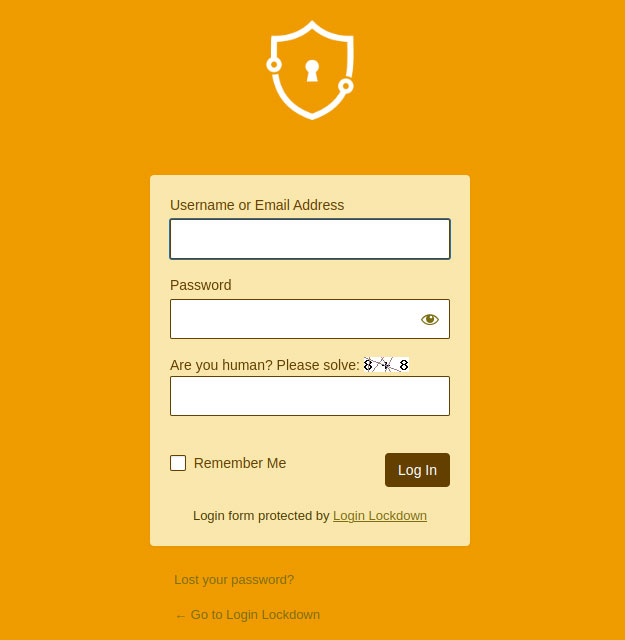 Username or Email Address
Password
Are you human? Please solve: 8 + 8
Remember Me
Log In
Login form protected by Login Lockdown
Lost your password?
← Go to Login Lockdown